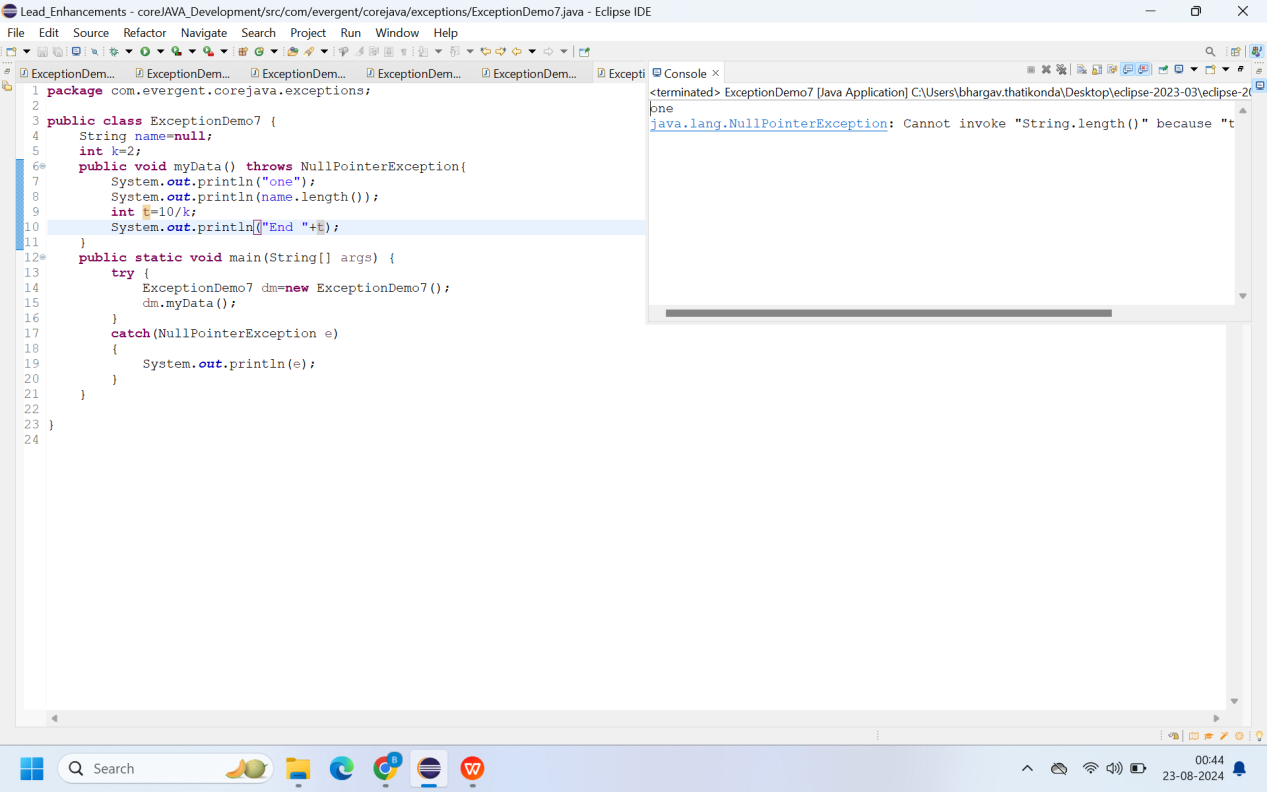 Lead_Enhancements - coreJAVA_Development/src/com/evergent/corejava/exceptions/ExceptionDemo7.java - Eclipse IDE
File Edit Source Refactor Navigate Search Project Run Window Help
ExceptionDem... ExceptionDem... ExceptionDem... ExceptionDem... ExceptionDem... Excepti
Console
<terminated> ExceptionDemo7 [Java Application] C:\Users\bhargav.thatikonda\Desktop\eclipse-2023-03\eclipse-20
one
java.lang.NullPointerException: Cannot invoke "String.length()" because "t
1 package com.evergent.corejava.exceptions;
2
3 public class ExceptionDemo7 {
4 String name=null;
5 int k=2;
6 public void myData() throws NullPointerException{
7 System.out.println("one");
8 System.out.println(name.length());
9 int t=10/k;
10 System.out.println("End "+t);
11 }
12 public static void main(String[] args) {
13 try {
14 ExceptionDemo7 dm=new ExceptionDemo7();
15 dm.myData();
16 }
17 catch(NullPointerException e)
18 {
19 System.out.println(e);
20 }
21 }
22
23 }
24
Search
B
W
00:44
23-08-2024